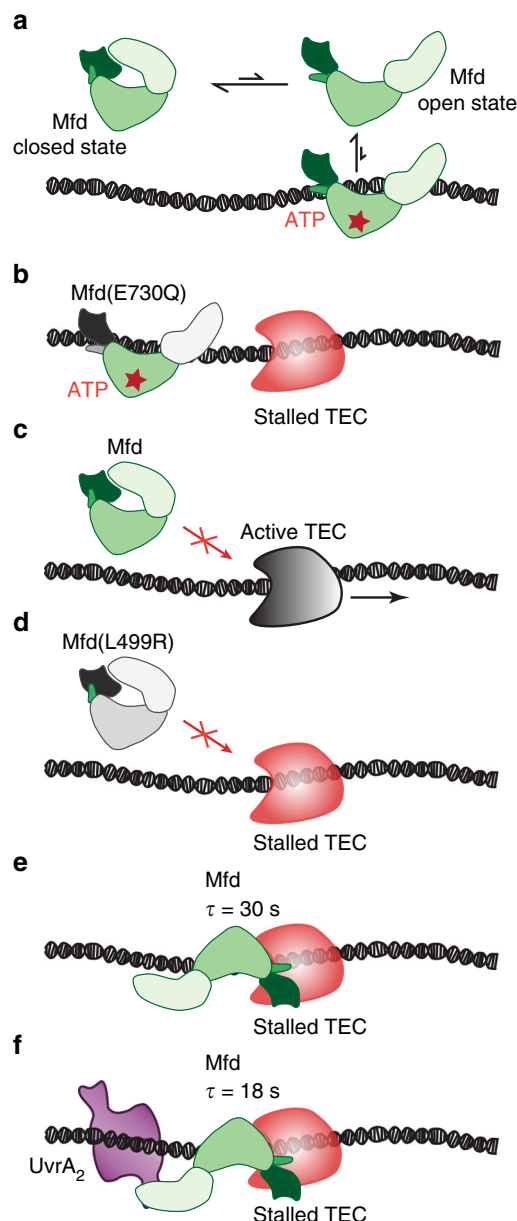 a
Mfd
closed state
Mfd
open state
ATP
b
Mfd(E730Q)
ATP
Stalled TEC
c
Mfd
Active TEC
d
Mfd(L499R)
Stalled TEC
e
Mfd
τ = 30 s
Stalled TEC
f
Mfd
τ = 18 s
UvrA₂
Stalled TEC